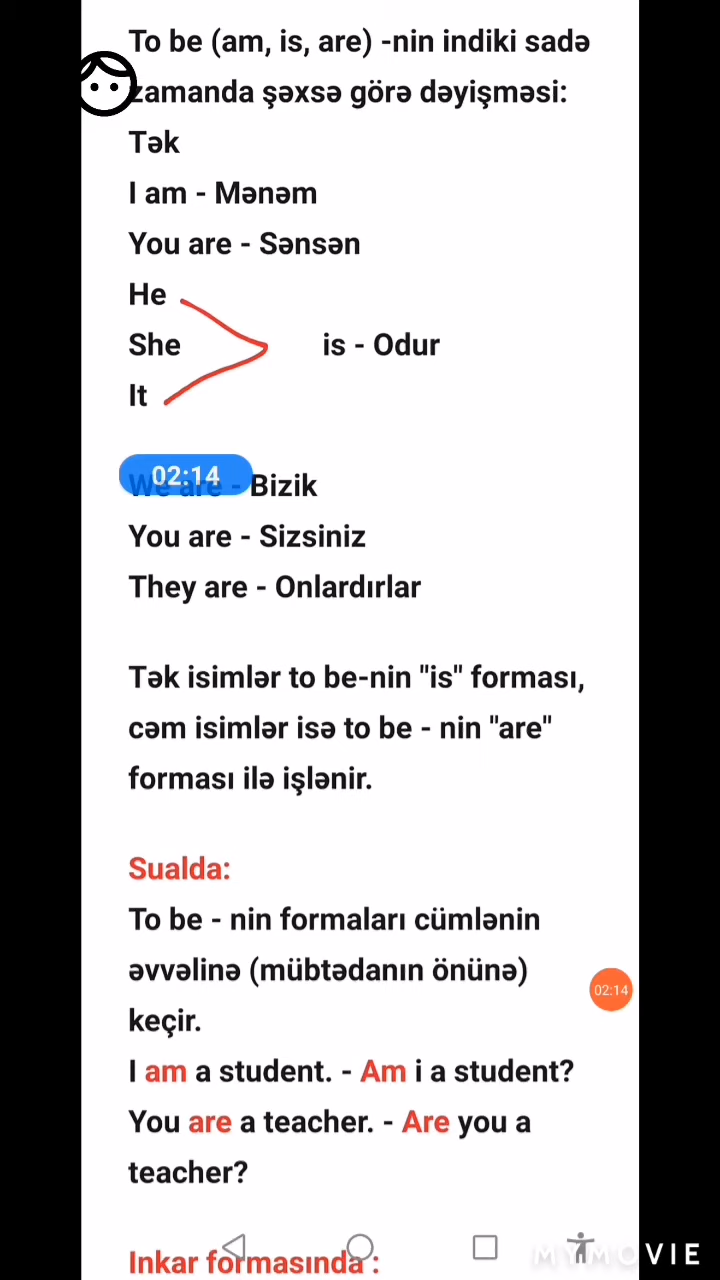 To be (am, is, are) -nin indiki sadə
zamanda şəxsə görə dəyişməsi:
Tək
I am - Mənəm
You are - Sənsən
He
She is - Odur
It
02:14
We are - Bizik
You are - Sizsiniz
They are - Onlardırlar
Tək isimlər to be-nin "is" forması,
cəm isimlər isə to be - nin "are"
forması ilə işlənir.
Sualda:
To be - nin formaları cümlənin
əvvəlinə (mübtədanın önünə)
02:14
keçir.
I am a student. - Am i a student?
You are a teacher. - Are you a
teacher?
Inkar formasında :
MYMOVIE